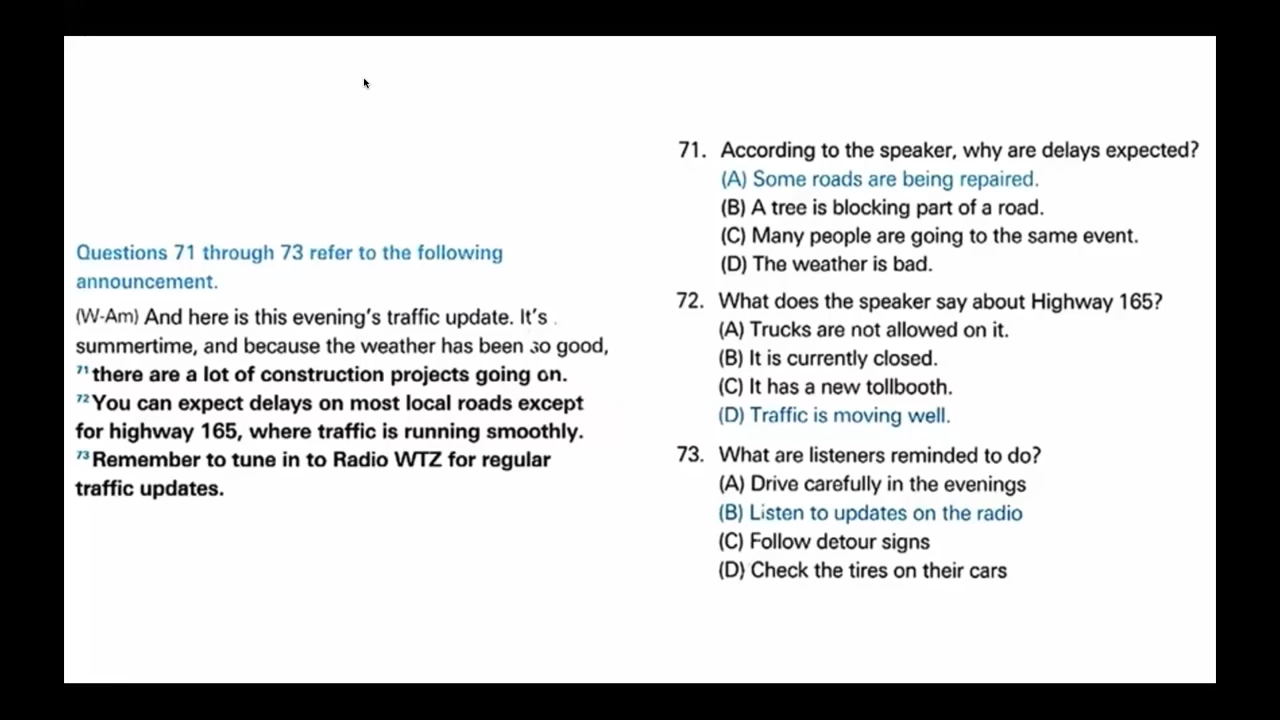 Questions 71 through 73 refer to the following
announcement.
(W-Am) And here is this evening's traffic update. It's
summertime, and because the weather has been so good,
71 there are a lot of construction projects going on.
72 You can expect delays on most local roads except
for highway 165, where traffic is running smoothly.
73 Remember to tune in to Radio WTZ for regular
traffic updates.
71. According to the speaker, why are delays expected?
(A) Some roads are being repaired.
(B) A tree is blocking part of a road.
(C) Many people are going to the same event.
(D) The weather is bad.
72. What does the speaker say about Highway 165?
(A) Trucks are not allowed on it.
(B) It is currently closed.
(C) It has a new tollbooth.
(D) Traffic is moving well.
73. What are listeners reminded to do?
(A) Drive carefully in the evenings
(B) Listen to updates on the radio
(C) Follow detour signs
(D) Check the tires on their cars